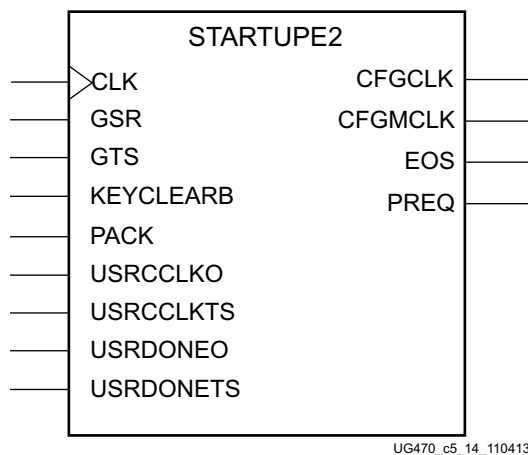 STARTUPE2
CLK
GSR
GTS
KEYCLEARB
PACK
USRCCLKO
USRCCLKTS
USRDONEO
USRDONETS
CFGCLK
CFGMCLK
EOS
PREQ
UG470_c5_14_110413